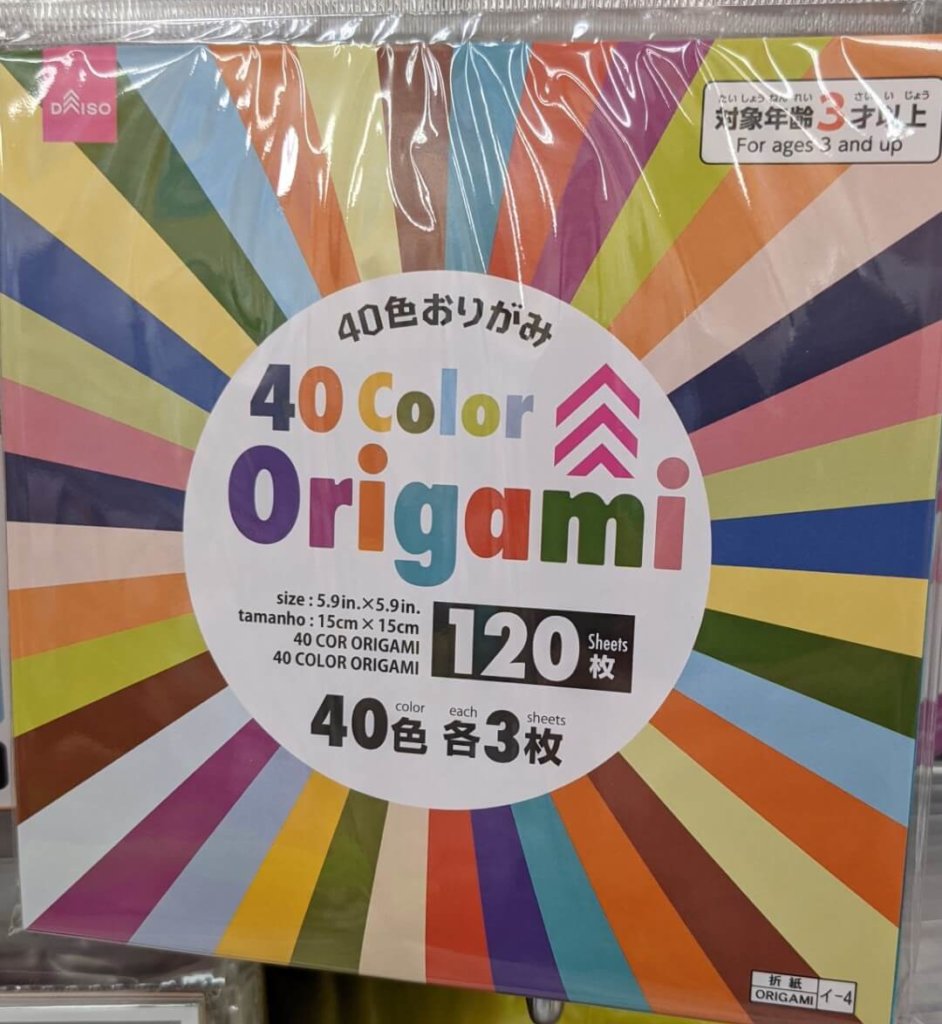 DAISO
たいしょうねんれい さいいじょう
対象年齢3才以上
For ages 3 and up
40色おりがみ
40 Color
Origami
size : 5.9in.×5.9in.
tamanho : 15cm×15cm
40 COR ORIGAMI
40 COLOR ORIGAMI
120 Sheets 枚
color each sheets
40色 各3枚
折紙
ORIGAMI イ-4